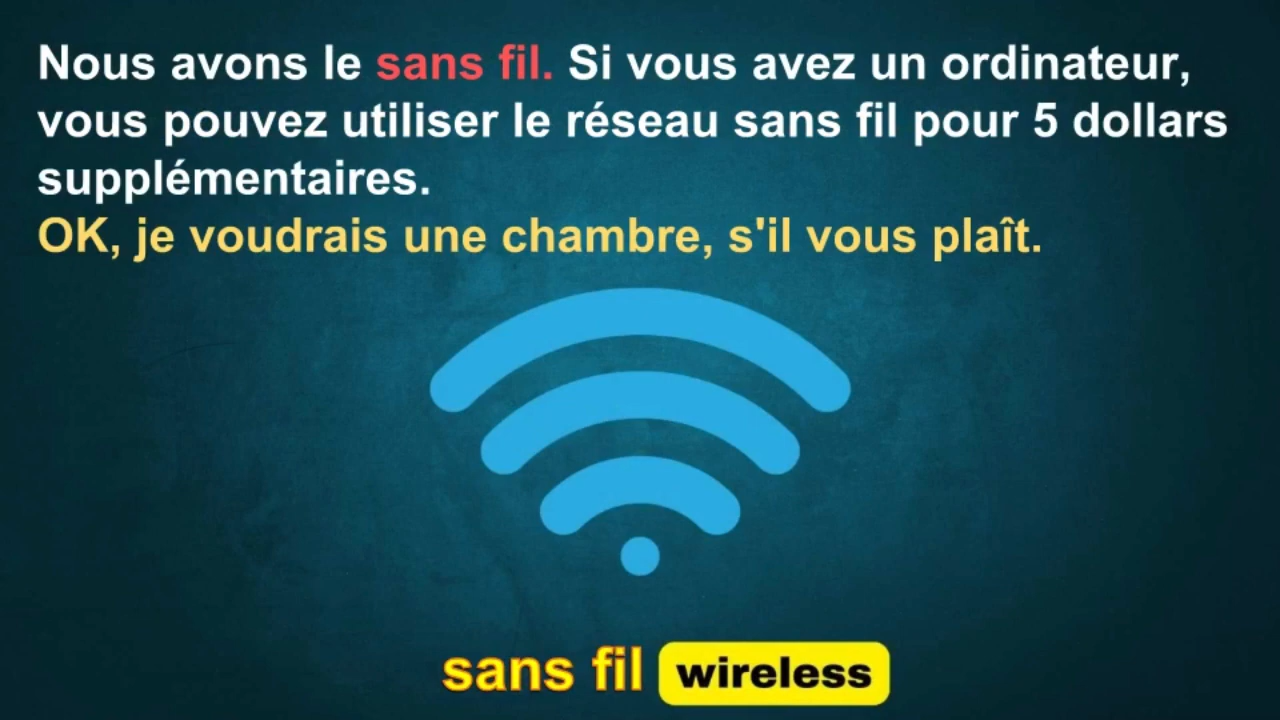 Nous avons le sans fil. Si vous avez un ordinateur,
vous pouvez utiliser le réseau sans fil pour 5 dollars
supplémentaires.
OK, je voudrais une chambre, s'il vous plaît.
sans fil wireless